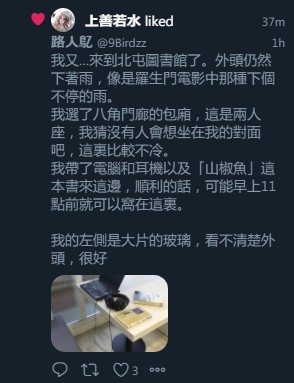 上善若水 liked 37m
路人鳦 @9Birdzz 1h
我又...來到北屯圖書館了。外頭仍然
下著雨，像是羅生門電影中那種下個
不停的雨。
我選了八角門廊的包廂，這是兩人
座，我猜沒有人會想坐在我的對面
吧，這裏比較不冷。
我帶了電腦和耳機以及「山椒魚」這
本書來這邊，順利的話，可能早上11
點前就可以窩在這裏。
我的左側是大片的玻璃，看不清楚外
頭，很好
3